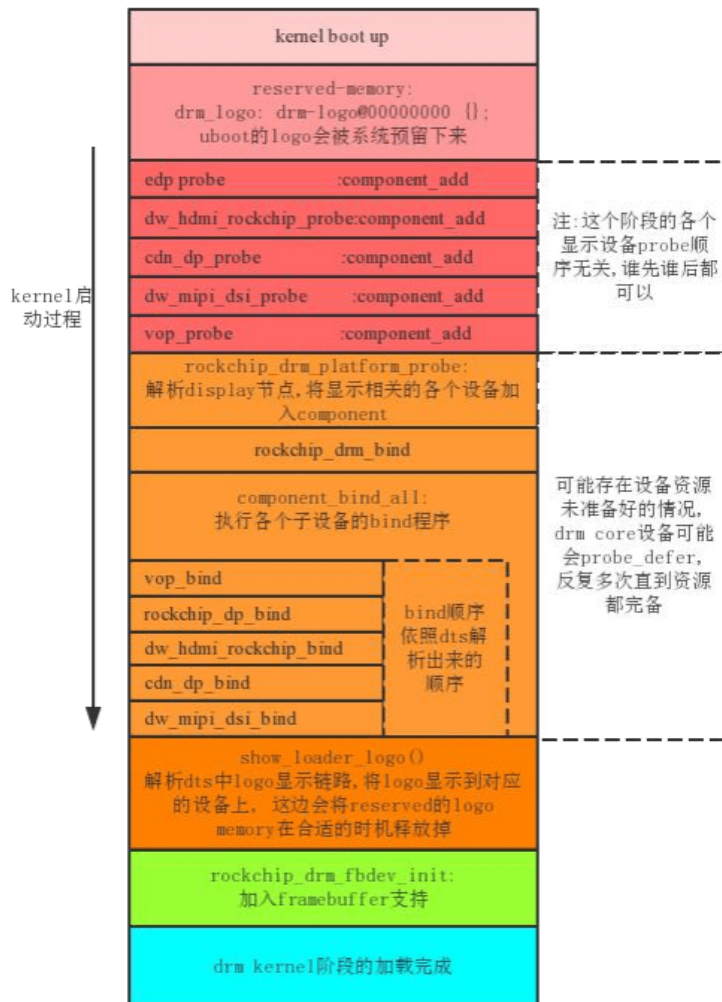 kernel boot up
reserved-memory:
drm_logo: drm-logo@00000000 {};
uboot的logo会被系统预留下来
edp probe :component_add
dw_hdmi_rockchip_probe:component_add
cdn_dp_probe :component_add
dw_mipi_dsi_probe :component_add
vop_probe :component_add
注:这个阶段的各个
显示设备probe顺
序无关,谁先谁后都
可以
kernel启
动过程
rockchip_drm_platform_probe:
解析display节点,将显示相关的各个设备加
入component
rockchip_drm_bind
component_bind_all:
执行各个子设备的bind程序
vop_bind
rockchip_dp_bind
dw_hdmi_rockchip_bind
cdn_dp_bind
dw_mipi_dsi_bind
bind顺序
依照dts解
析出来的
顺序
可能存在设备资源
未准备好的情况,
drm core设备可能
会probe_defer,
反复多次直到资源
都完备
show_loader_logo()
解析dts中logo显示链路,将logo显示到对应
的设备上, 这边会将reserved的logo
memory在合适的时机释放掉
rockchip_drm_fbdev_init:
加入framebuffer支持
drm kernel阶段的加载完成